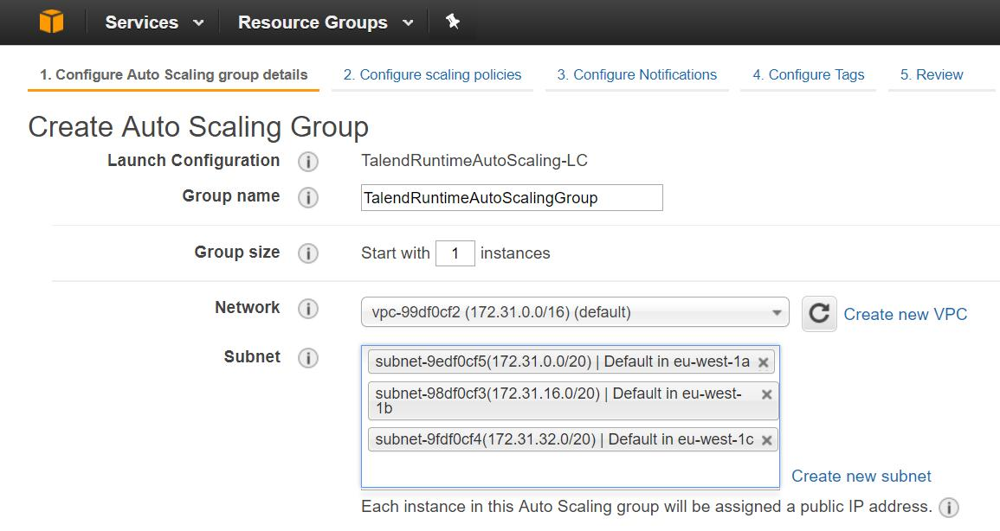 Services Resource Groups
1. Configure Auto Scaling group details 2. Configure scaling policies 3. Configure Notifications 4. Configure Tags 5. Review
Create Auto Scaling Group
Launch Configuration i TalendRuntimeAutoScaling-LC
Group name i TalendRuntimeAutoScalingGroup
Group size i Start with 1 instances
Network i vpc-99df0cf2 (172.31.0.0/16) (default) Create new VPC
Subnet i subnet-9edf0cf5(172.31.0.0/20) | Default in eu-west-1a
subnet-98df0cf3(172.31.16.0/20) | Default in eu-west-
1b
subnet-9fdf0cf4(172.31.32.0/20) | Default in eu-west-1c
Create new subnet
Each instance in this Auto Scaling group will be assigned a public IP address. i